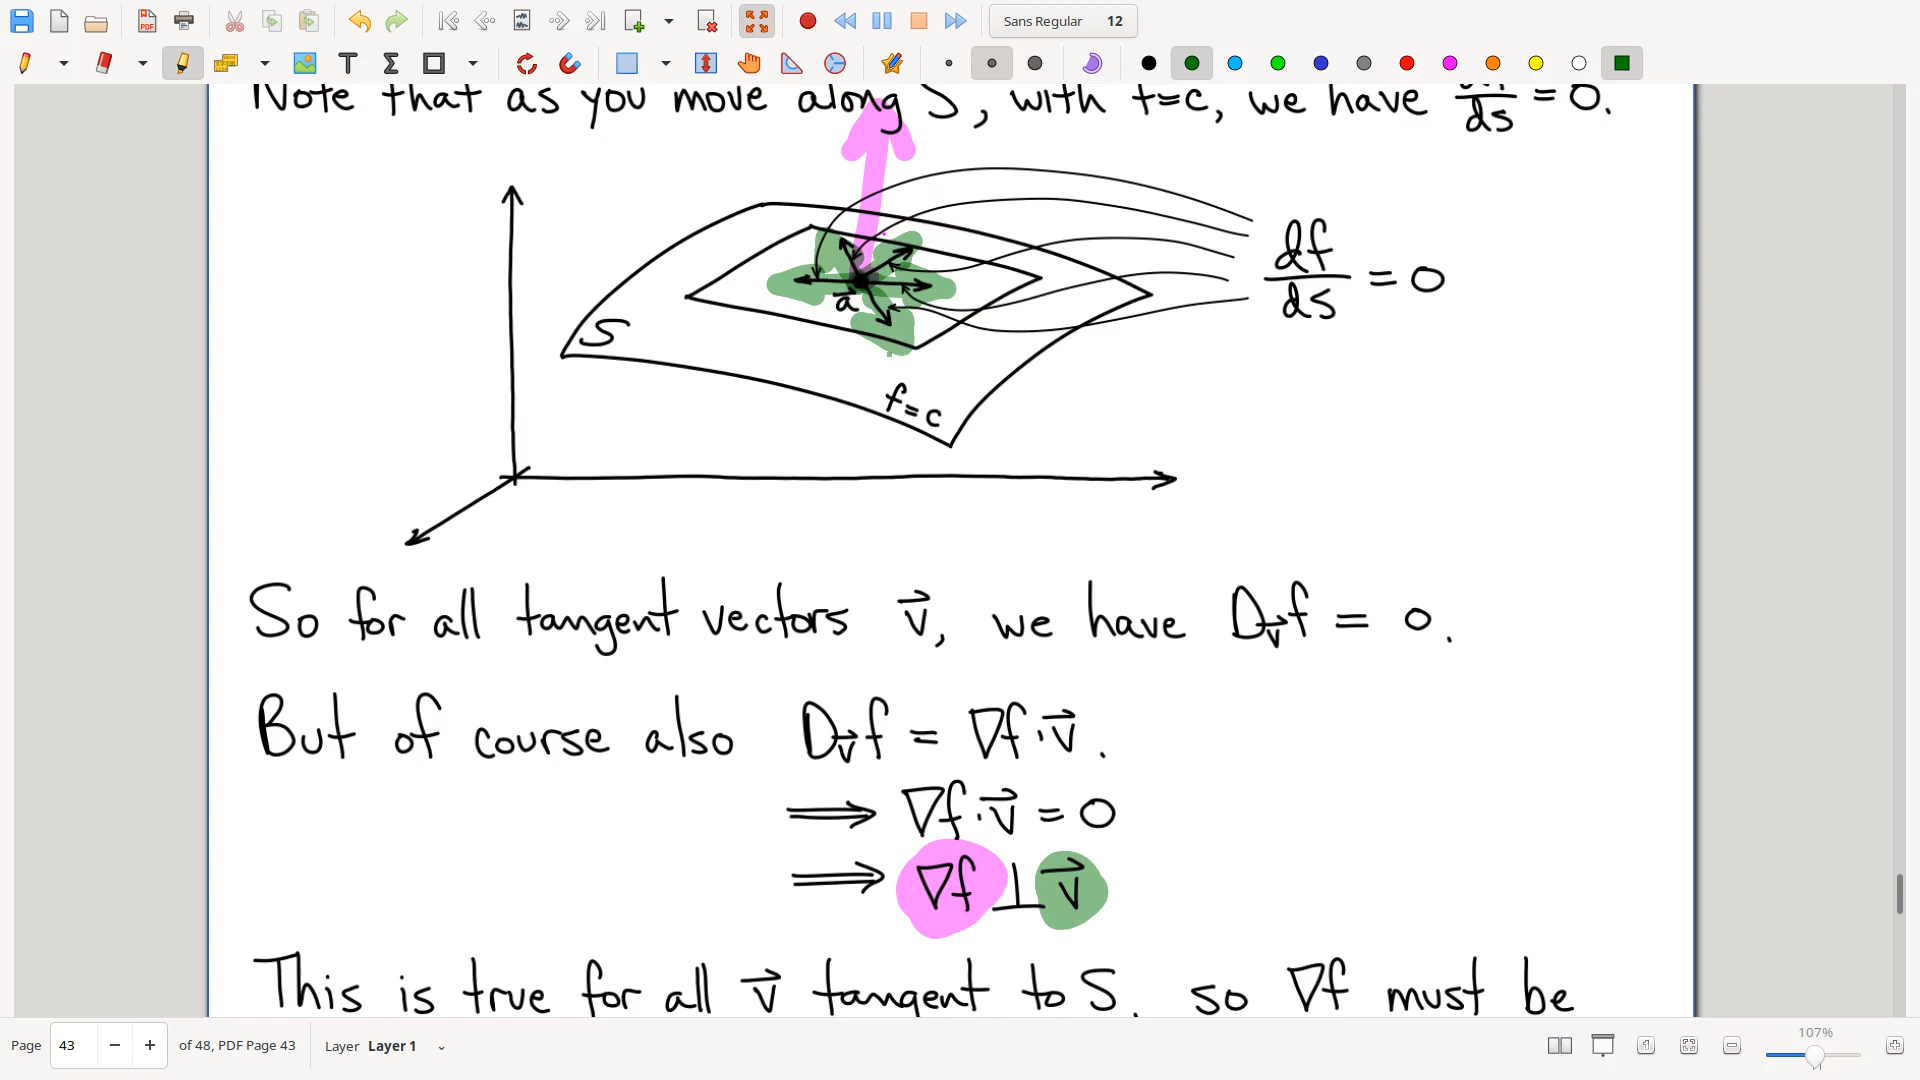 Sans Regular 12
Note that as you move along S, with f=c, we have df/ds = 0.
df/ds = 0
a⃗
S
f=c
So for all tangent vectors v⃗, we have D_v⃗ f = 0.
But of course also D_v⃗ f = ∇f·v⃗.
⟹ ∇f·v⃗ = 0
⟹ ∇f ⊥ v⃗
This is true for all v⃗ tangent to S, so ∇f must be
Page 43 − + of 48, PDF Page 43 Layer Layer 1 107%